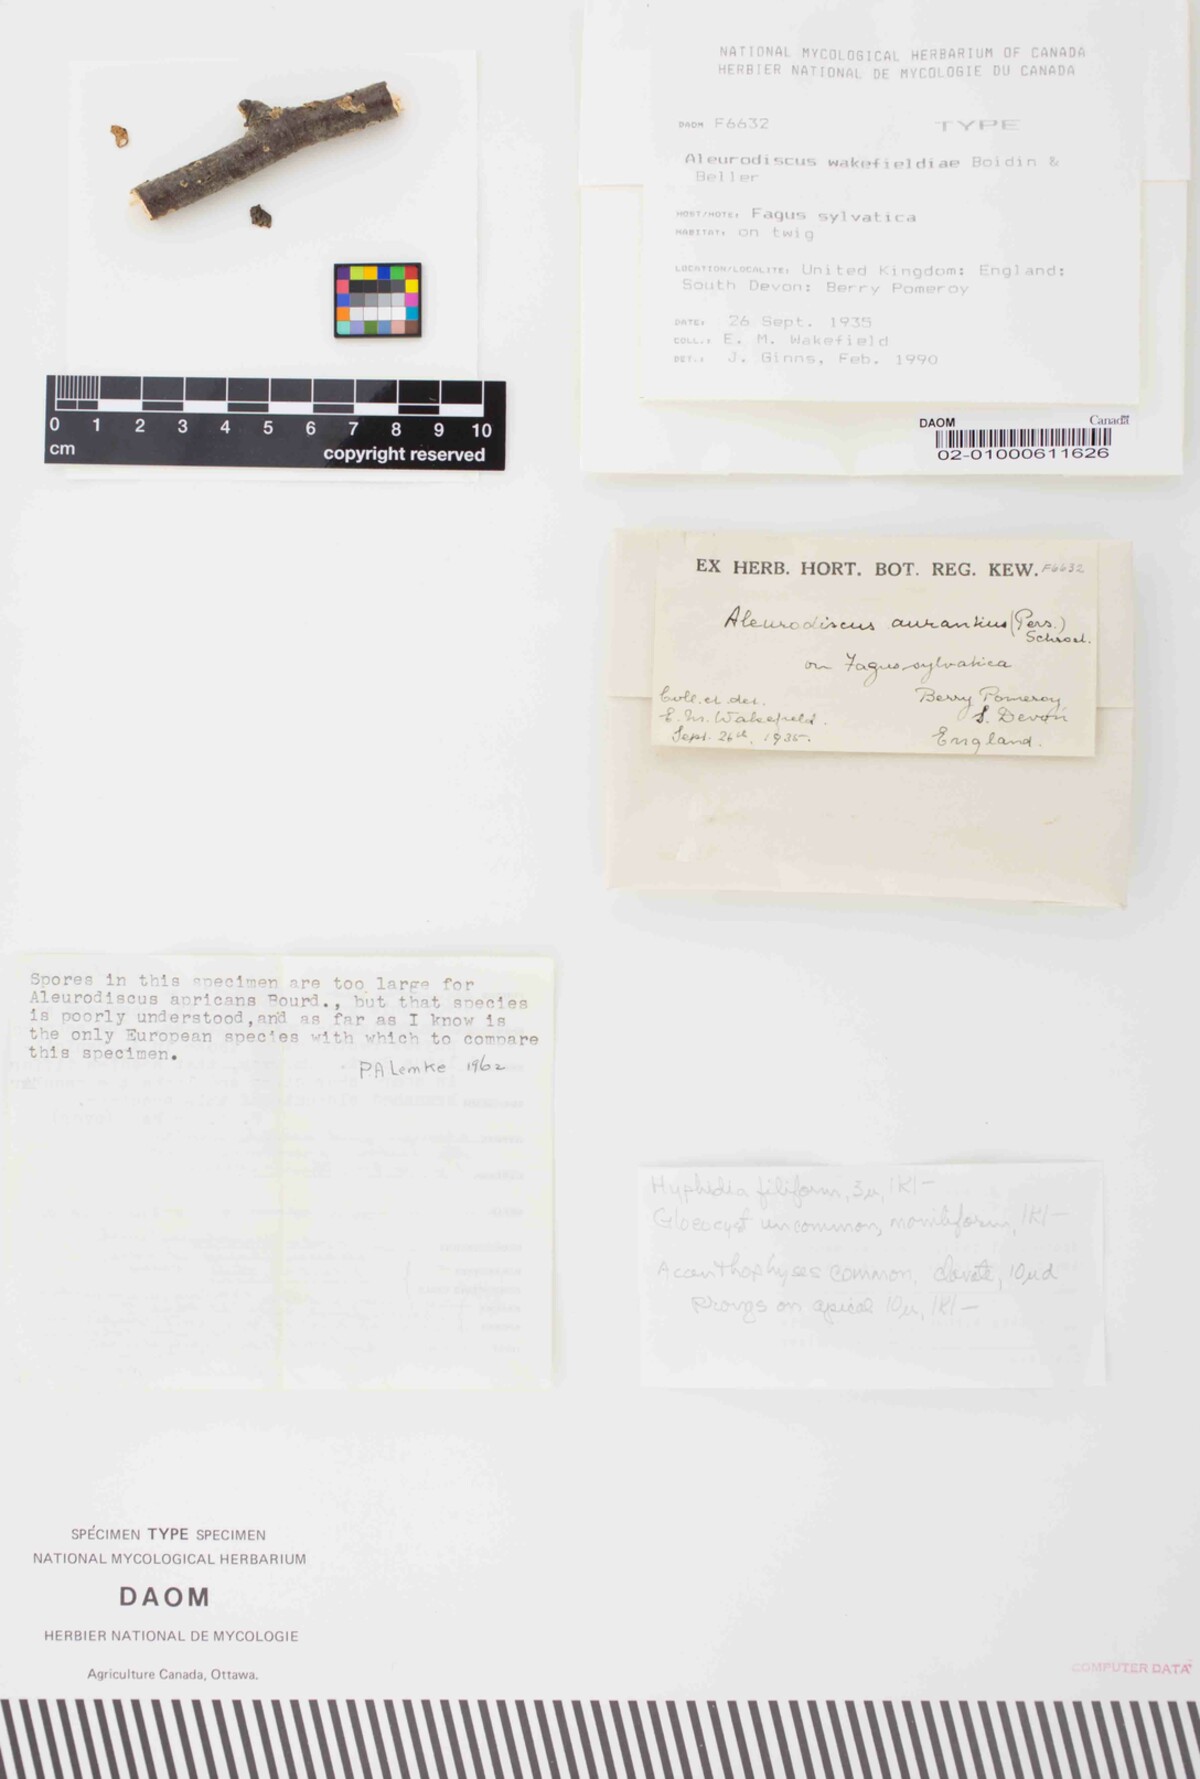 NATIONAL MYCOLOGICAL HERBARIUM OF CANADA
HERBIER NATIONAL DE MYCOLOGIE DU CANADA
DAOM F6632 TYPE
Aleurodiscus wakefieldiae Boidin &
Beller
HOST/HOTE: Fagus sylvatica
HABITAT: on twig
LOCATION/LOCALITE: United Kingdom: England:
South Devon: Berry Pomeroy
DATE: 26 Sept. 1935
COLL.: E. M. Wakefield
DET.: J. Ginns, Feb. 1990
DAOM Canada
02-01000611626
0 1 2 3 4 5 6 7 8 9 10
cm copyright reserved
EX HERB. HORT. BOT. REG. KEW. F6632
Aleurodiscus aurantius (Pers.)
Schroet.
on Fagus sylvatica
Coll. et det. Berry Pomeroy
E. M. Wakefield. S. Devon
Sept. 26th, 1935. England.
Spores in this specimen are too large for
Aleurodiscus apricans Bourd., but that species
is poorly understood, and as far as I know is
the only European species with which to compare
this specimen.
PA Lemke 1962
Hyphidia filiform, 3µ, |K|-
Gloeocyst uncommon, moniliform, |K|-
Acanthophyses common, clavate, 10µ d
prongs on apical 10µ, |K|-
SPÉCIMEN TYPE SPECIMEN
NATIONAL MYCOLOGICAL HERBARIUM
DAOM
HERBIER NATIONAL DE MYCOLOGIE
Agriculture Canada, Ottawa.
COMPUTER DATA